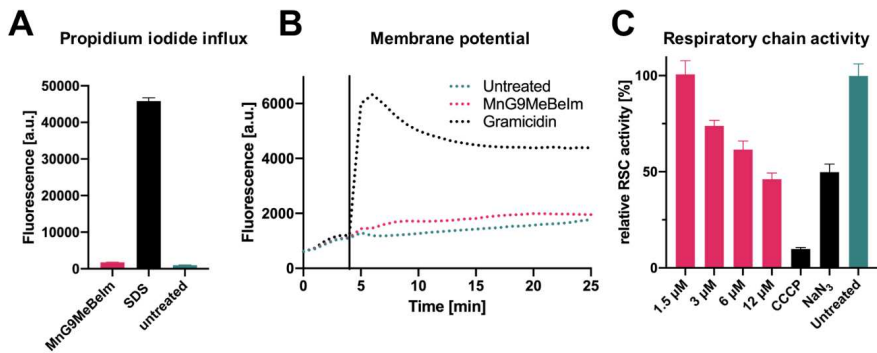 A
Propidium iodide influx
Fluorescence [a.u.]
50000
40000
30000
20000
10000
0
MnG9MeBeIm
SDS
untreated
B
Membrane potential
Fluorescence [a.u.]
6000
4000
2000
0
Untreated
MnG9MeBeIm
Gramicidin
0 5 10 15 20 25
Time [min]
C
Respiratory chain activity
relative RSC activity [%]
100
50
0
1.5 μM
3 μM
6 μM
12 μM
CCCP
NaN₃
Untreated